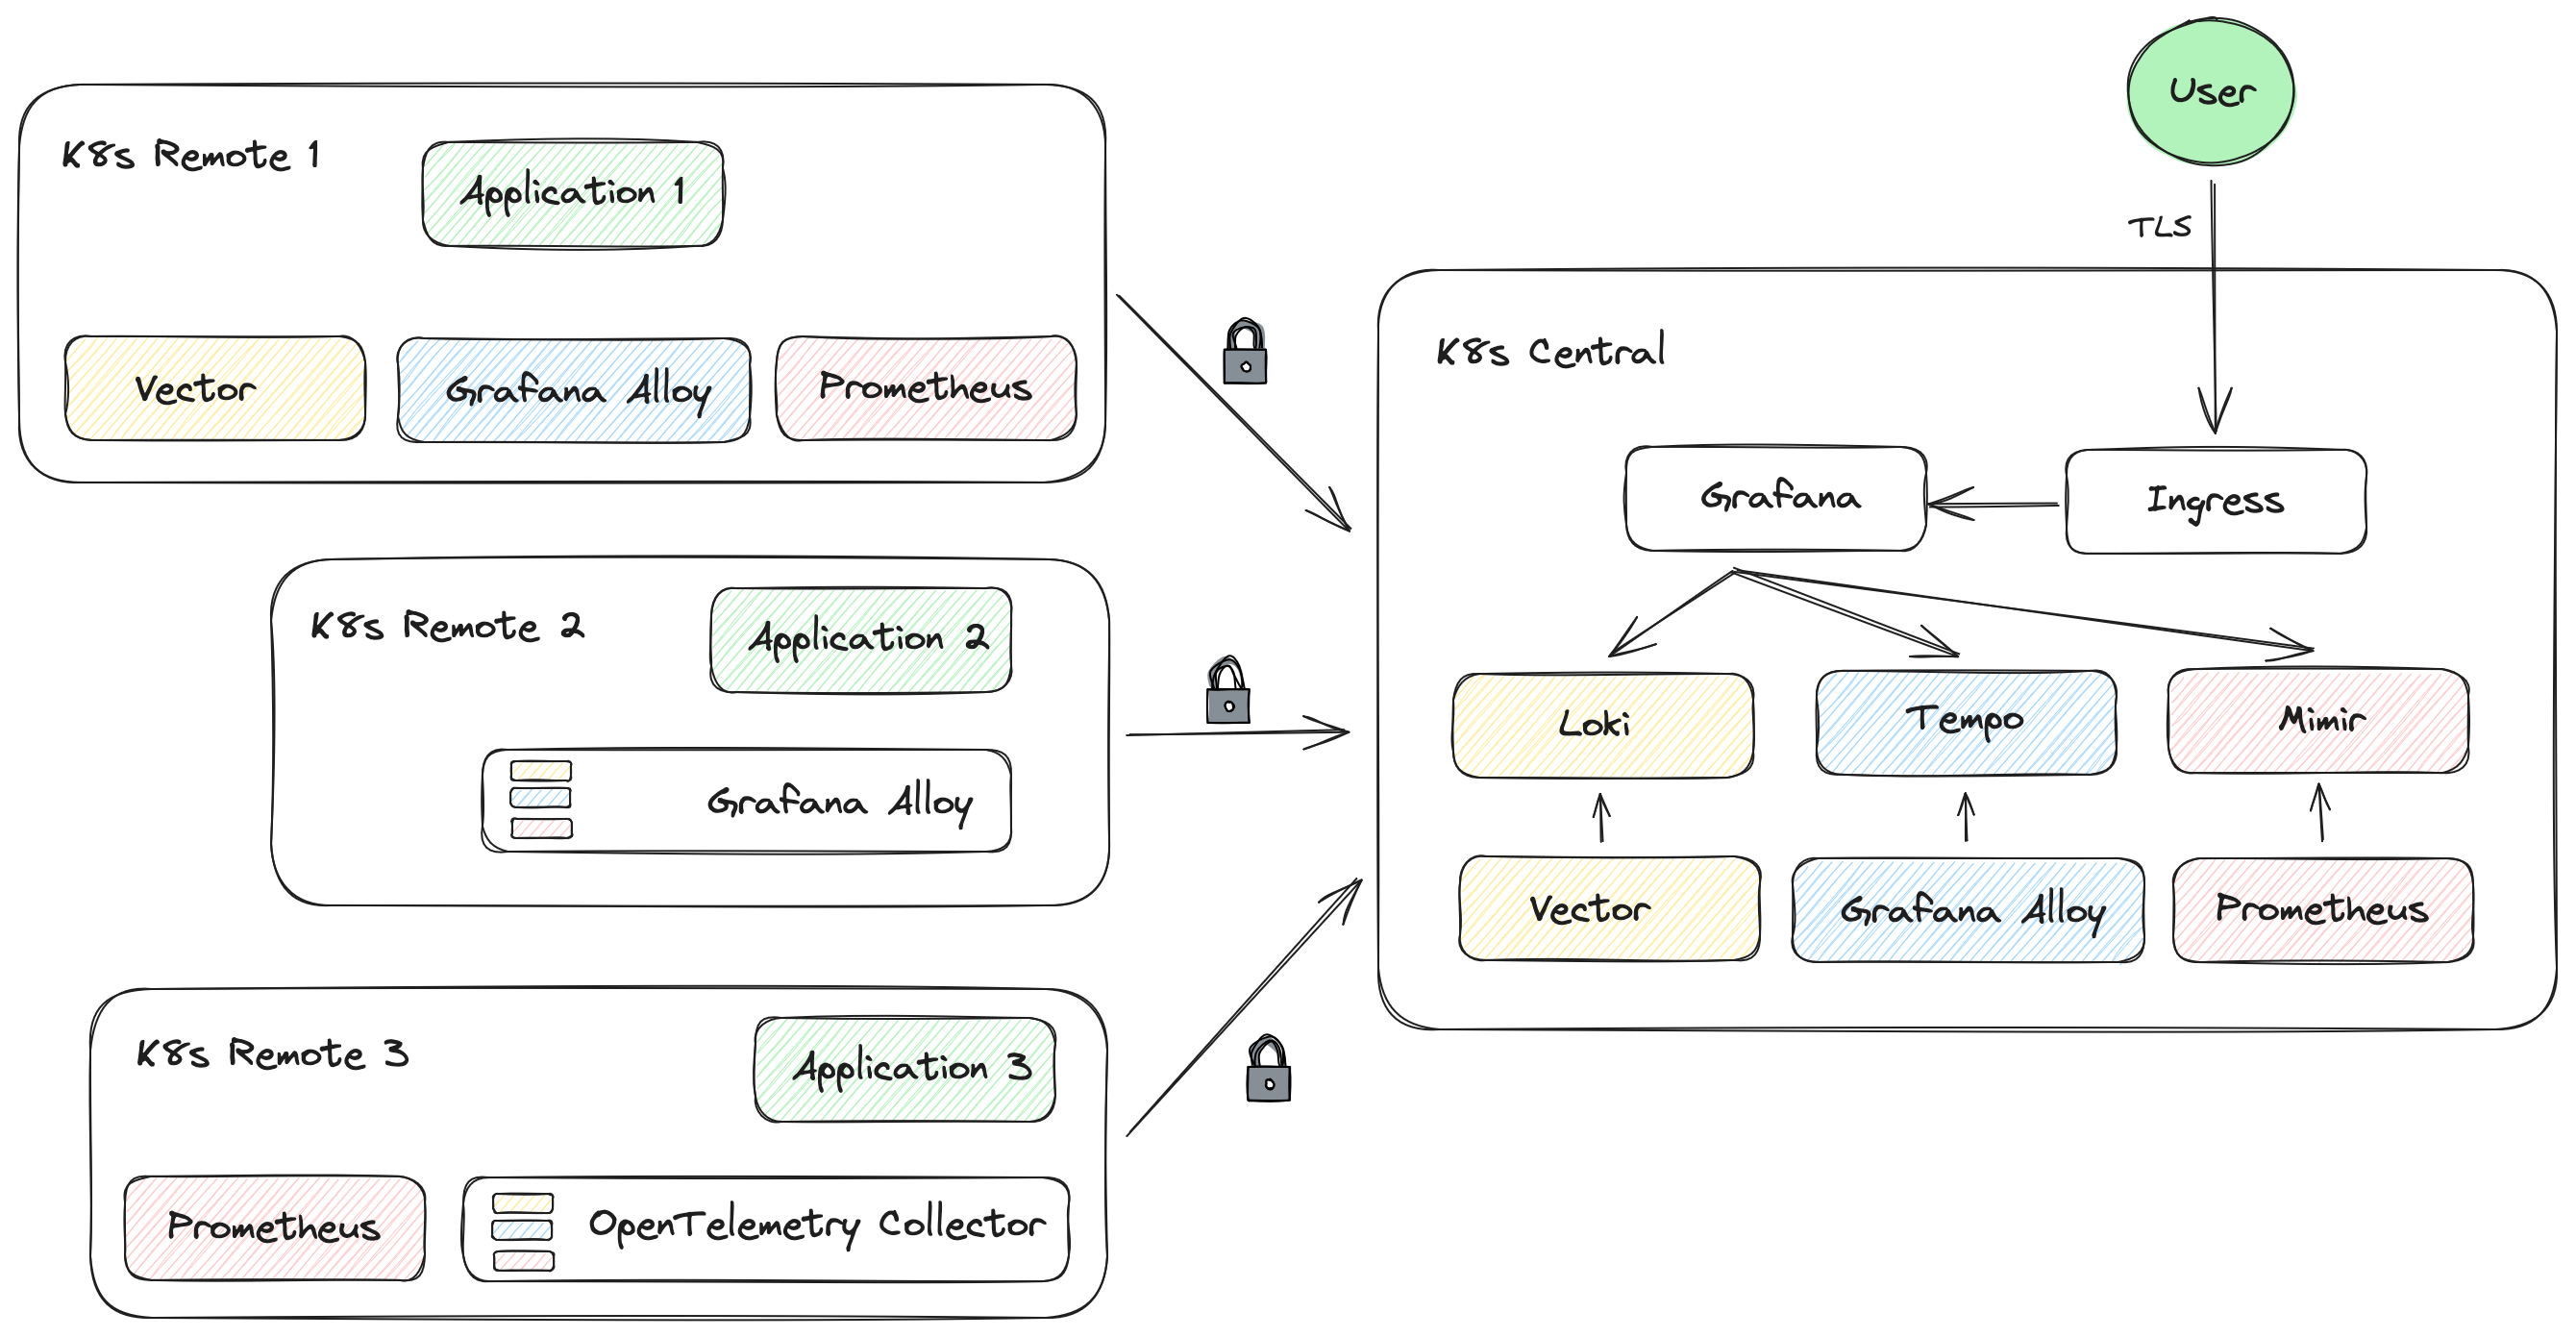 User
K8s Remote 1
Application 1
TLS
Vector
Grafana Alloy
Prometheus
K8s Central
Grafana
Ingress
K8s Remote 2
Application 2
Loki
Tempo
Mimir
Grafana Alloy
Vector
Grafana Alloy
Prometheus
K8s Remote 3
Application 3
Prometheus
OpenTelemetry Collector